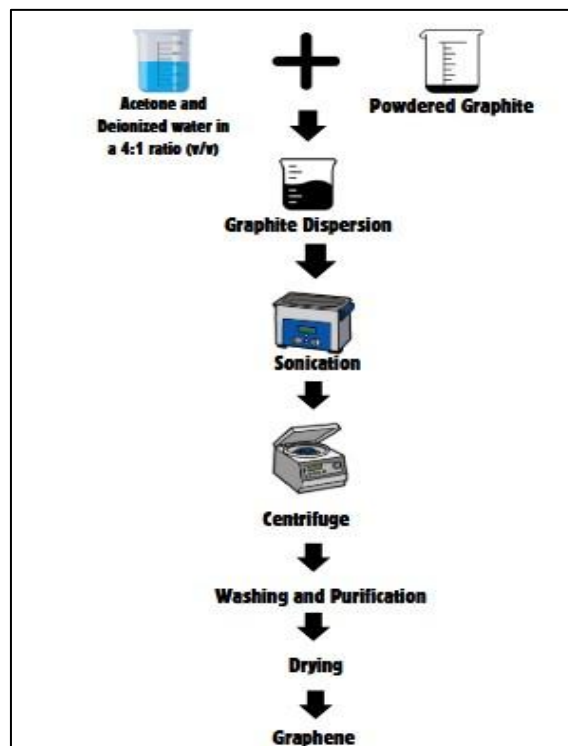 Acetone and
Deionized water in
a 4:1 ratio (v/v)
Powdered Graphite
Graphite Dispersion
Sonication
Centrifuge
Washing and Purification
Drying
Graphene